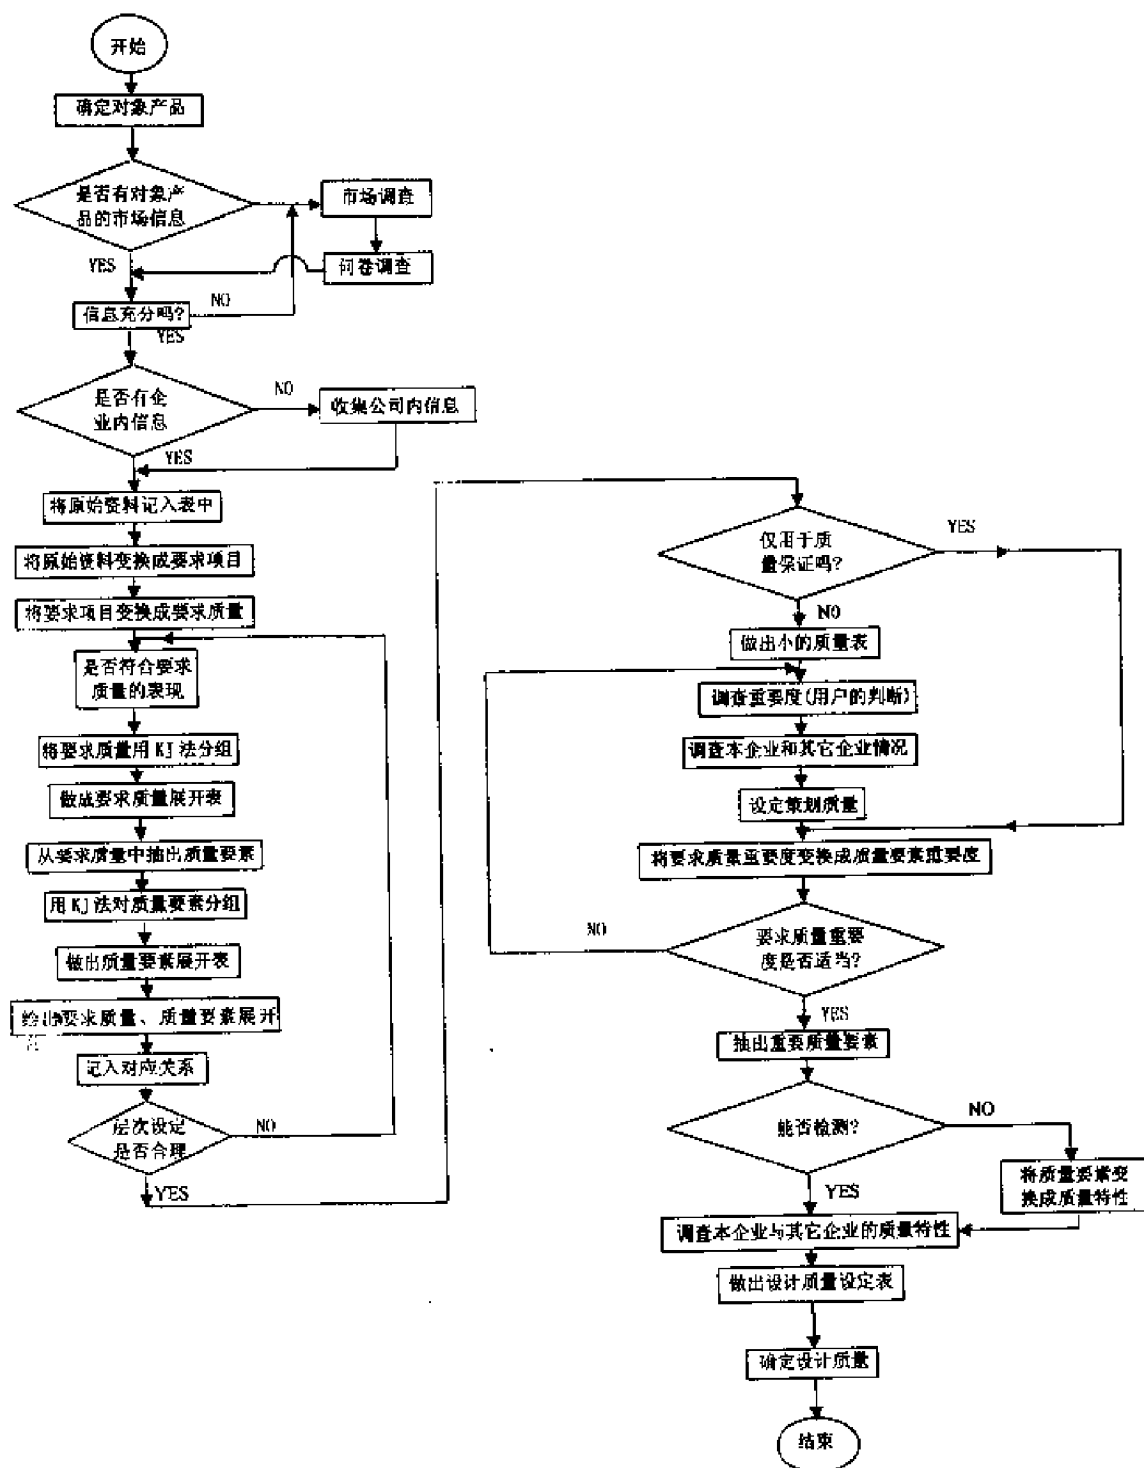 开始
确定对象产品
是否有对象产
品的市场信息
市场调查
YES
问卷调查
NO
信息充分吗?
YES
是否有企
业内信息
NO
收集公司内信息
YES
将原始资料记入表中
将原始资料变换成要求项目
将要求项目变换成要求质量
是否符合要求
质量的表现
将要求质量用KJ法分组
做成要求质量展开表
从要求质量中抽出质量要素
用KJ法对质量要素分组
做出质量要素展开表
要求质量、质量要素展开
记入对应关系
层次设定
是否合理
NO
YES
仅用于质
量保证吗?
YES
NO
做出小的质量表
调查重要度(用户的判断)
调查本企业和其它企业情况
设定策划质量
将要求质量重要度变换成质量要素重要度
要求质量重要
度是否适当?
NO
YES
抽出重要质量要素
能否检测?
NO
将质量要素变
换成质量特性
YES
调查本企业与其它企业的质量特性
做出设计质量设定表
确定设计质量
结束